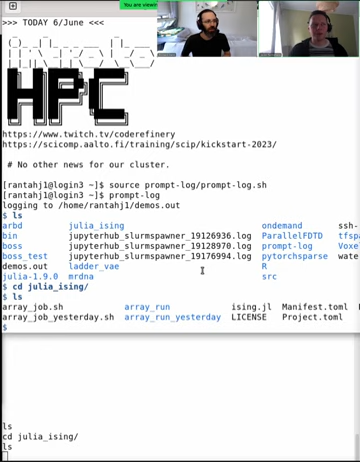 You are viewin
>>> TODAY 6/June <<<
HPC
https://www.twitch.tv/coderefinery
https://scicomp.aalto.fi/training/scip/kickstart-2023/
# No other news for our cluster.
[rantahj1@login3 ~]$ source prompt-log/prompt-log.sh
[rantahj1@login3 ~]$ prompt-log
logging to /home/rantahj1/demos.out
$ ls
arbd julia_ising ondemand ssh-
bin jupyterhub_slurmspawner_19126936.log ParallelFDTD tfsp
boss jupyterhub_slurmspawner_19128970.log prompt-log Voxe
boss_test jupyterhub_slurmspawner_19176994.log pytorchsparse wate
demos.out ladder_vae R
julia-1.9.0 mrdna src
$ cd julia_ising/
$ ls
array_job.sh array_run ising.jl Manifest.toml
array_job_yesterday.sh array_run_yesterday LICENSE Project.toml
$
ls
cd julia_ising/
ls